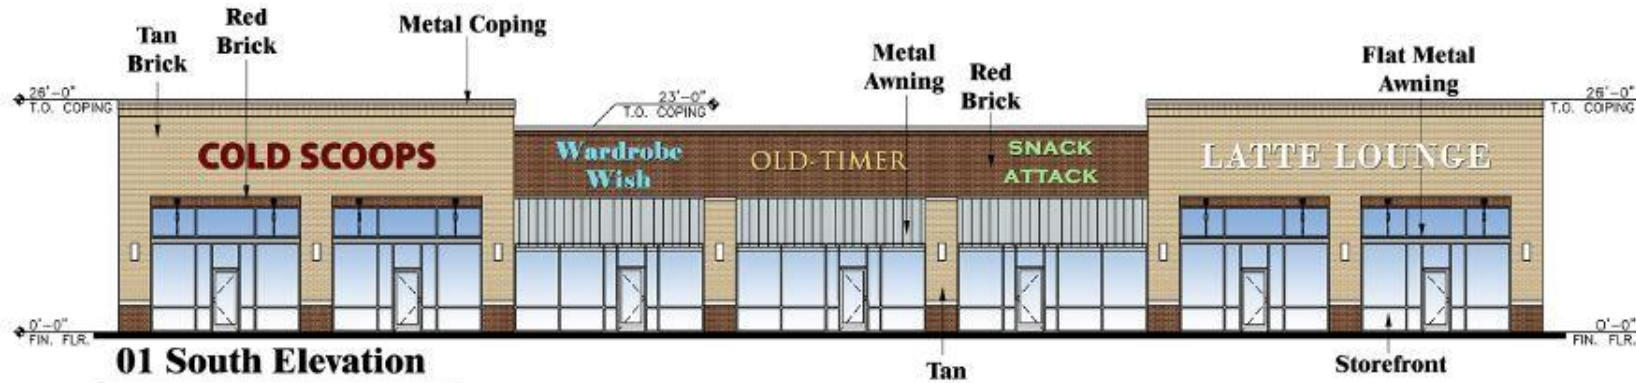 Tan
Brick
Red
Brick
Metal Coping
Metal
Awning
Red
Brick
Flat Metal
Awning
26'-0"
T.O. COPING
23'-0"
T.O. COPING
26'-0"
T.O. COPING
COLD SCOOPS
Wardrobe
Wish
OLD-TIMER
SNACK
ATTACK
LATTE LOUNGE
0'-0"
FIN. FLR.
0'-0"
FIN. FLR.
01 South Elevation
Tan
Storefront